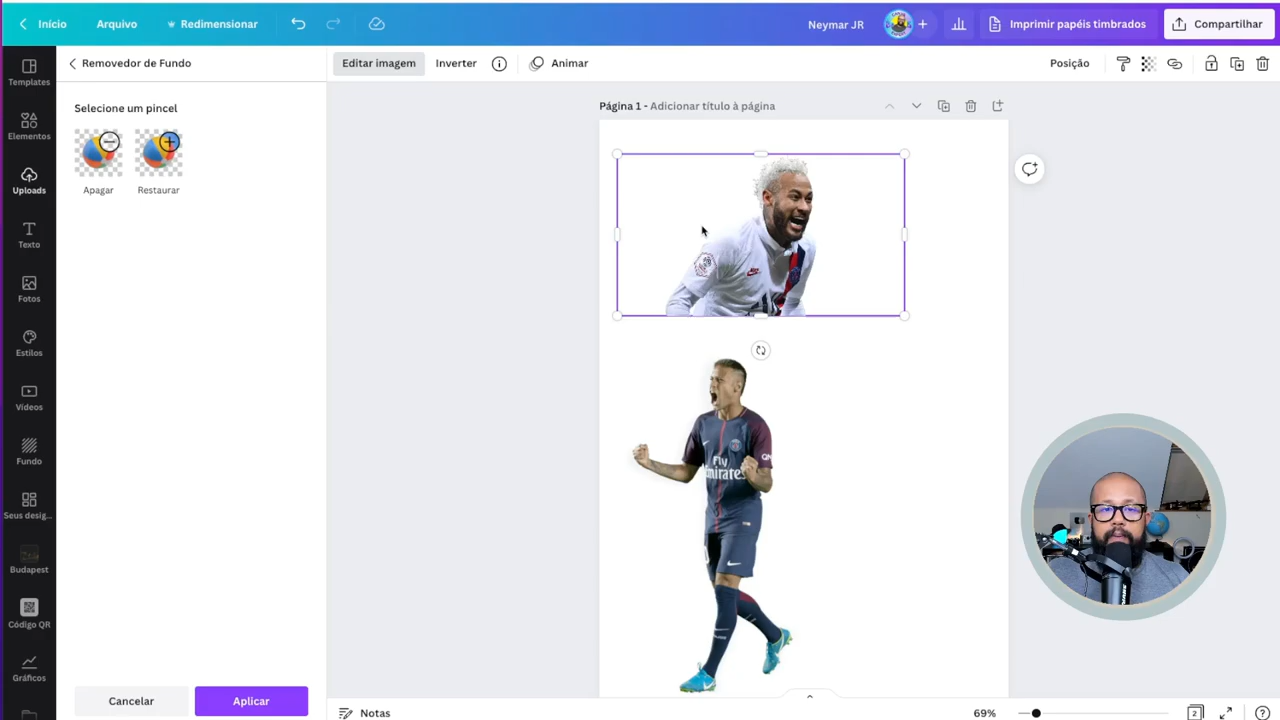 Início
Arquivo
Redimensionar
Neymar JR
Imprimir papéis timbrados
Compartilhar
Removedor de Fundo
Editar imagem
Inverter
Animar
Posição
Templates
Elementos
Uploads
Texto
Fotos
Estilos
Vídeos
Fundo
Seus desig...
Budapest
Código QR
Gráficos
Selecione um pincel
Apagar
Restaurar
Página 1 - Adicionar título à página
Fly
Emirates
Cancelar
Aplicar
Notas
69%
2